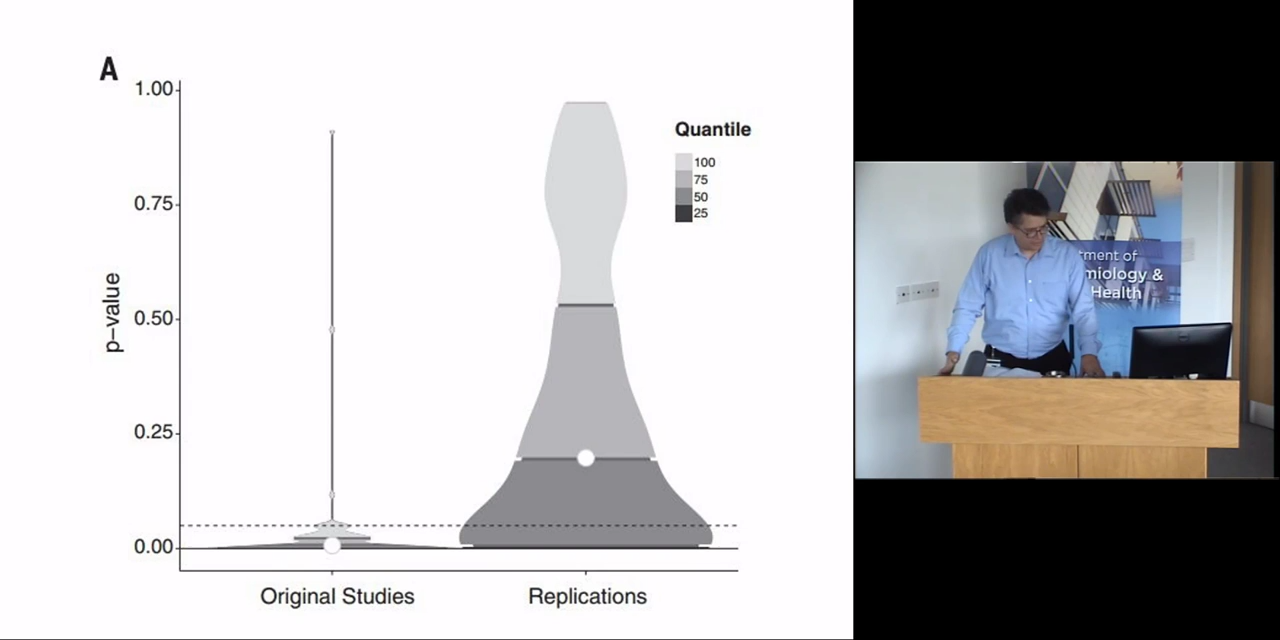 A
1.00
0.75
0.50
0.25
0.00
p-value
Original Studies
Replications
Quantile
100
75
50
25
tment of
miology &
Health